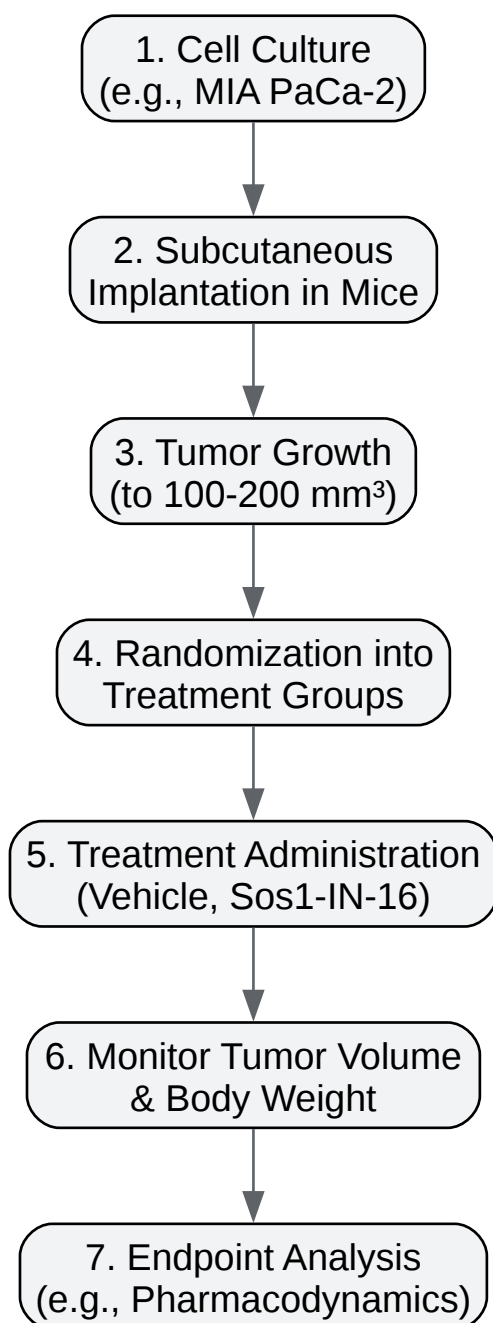 1. Cell Culture
(e.g., MIA PaCa-2)
2. Subcutaneous
Implantation in Mice
3. Tumor Growth
(to 100-200 mm³)
4. Randomization into
Treatment Groups
5. Treatment Administration
(Vehicle, Sos1-IN-16)
6. Monitor Tumor Volume
& Body Weight
7. Endpoint Analysis
(e.g., Pharmacodynamics)